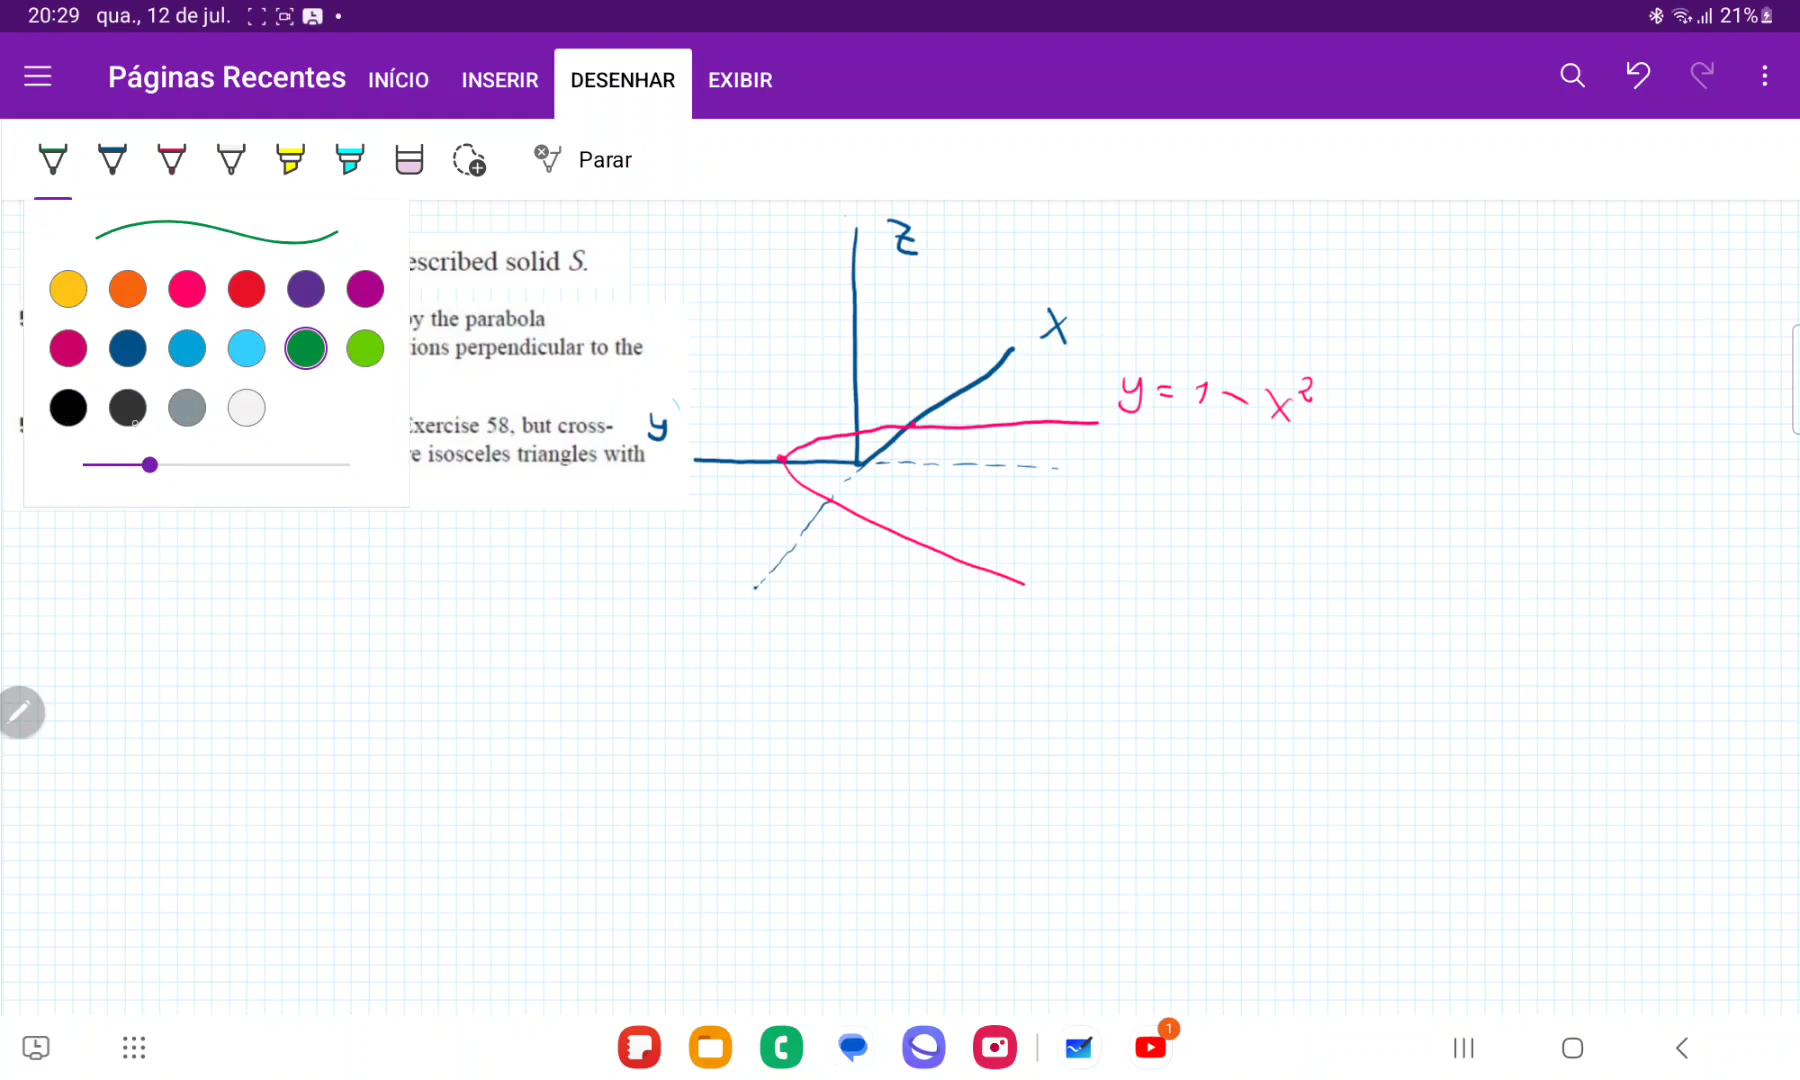 20:29 qua., 12 de jul. 21%
Páginas Recentes INÍCIO INSERIR DESENHAR EXIBIR
Parar
escribed solid S.
y the parabola
ions perpendicular to the
Exercise 58, but cross-
e isosceles triangles with
z
x
y = 1 - x²
y
1